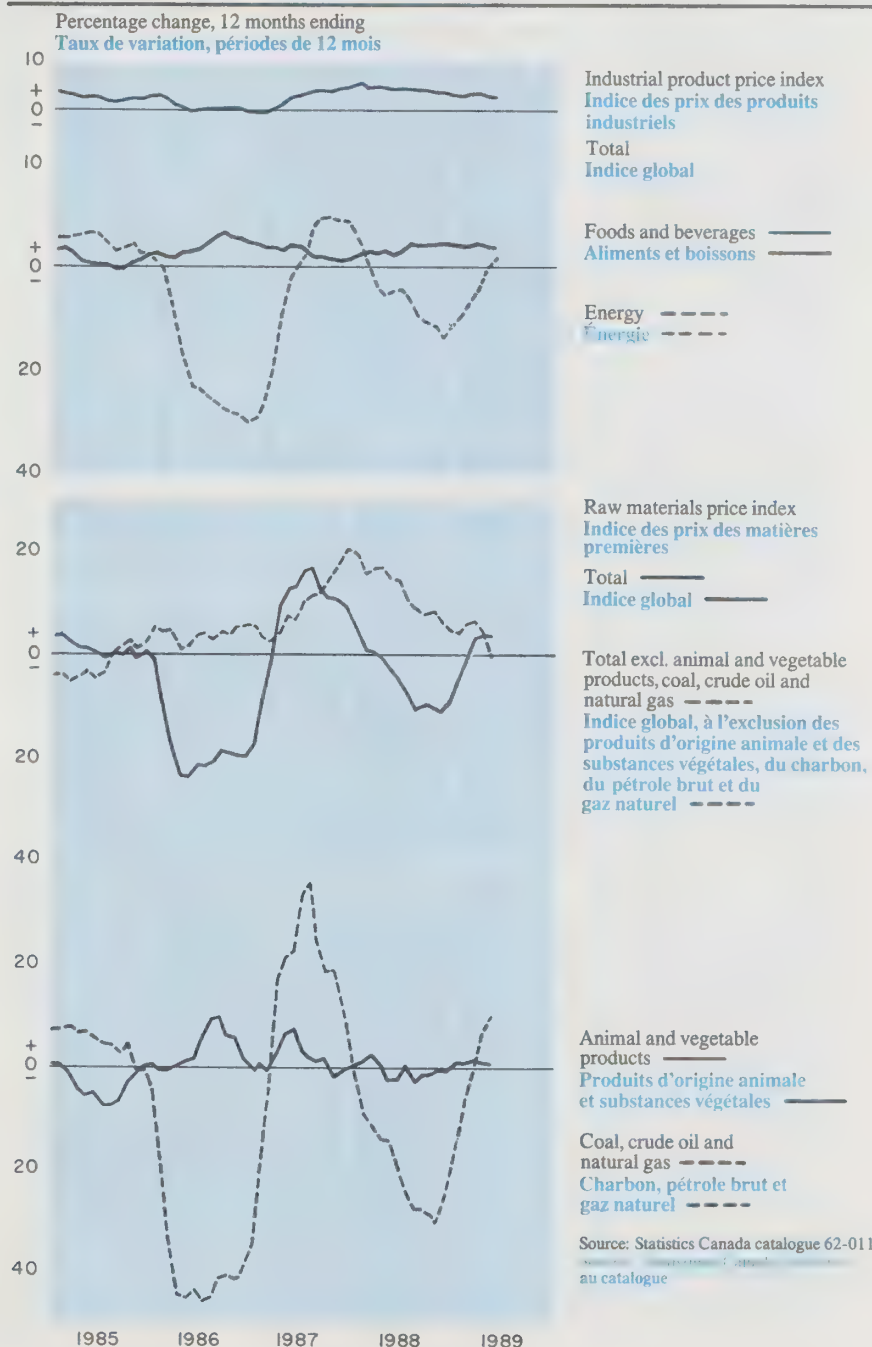 Percentage change, 12 months ending
Taux de variation, périodes de 12 mois
10
+
0
−
10
+
0
−
20
40
Industrial product price index
Indice des prix des produits
industriels
Total
Indice global
Foods and beverages
Aliments et boissons
Energy
Énergie
20
+
0
−
20
40
20
+
0
−
20
40
Raw materials price index
Indice des prix des matières
premières
Total
Indice global
Total excl. animal and vegetable
products, coal, crude oil and
natural gas
Indice global, à l'exclusion des
produits d'origine animale et des
substances végétales, du charbon,
du pétrole brut et du
gaz naturel
Animal and vegetable
products
Produits d'origine animale
et substances végétales
Coal, crude oil and
natural gas
Charbon, pétrole brut et
gaz naturel
Source: Statistics Canada catalogue 62-011
au catalogue
1985 1986 1987 1988 1989